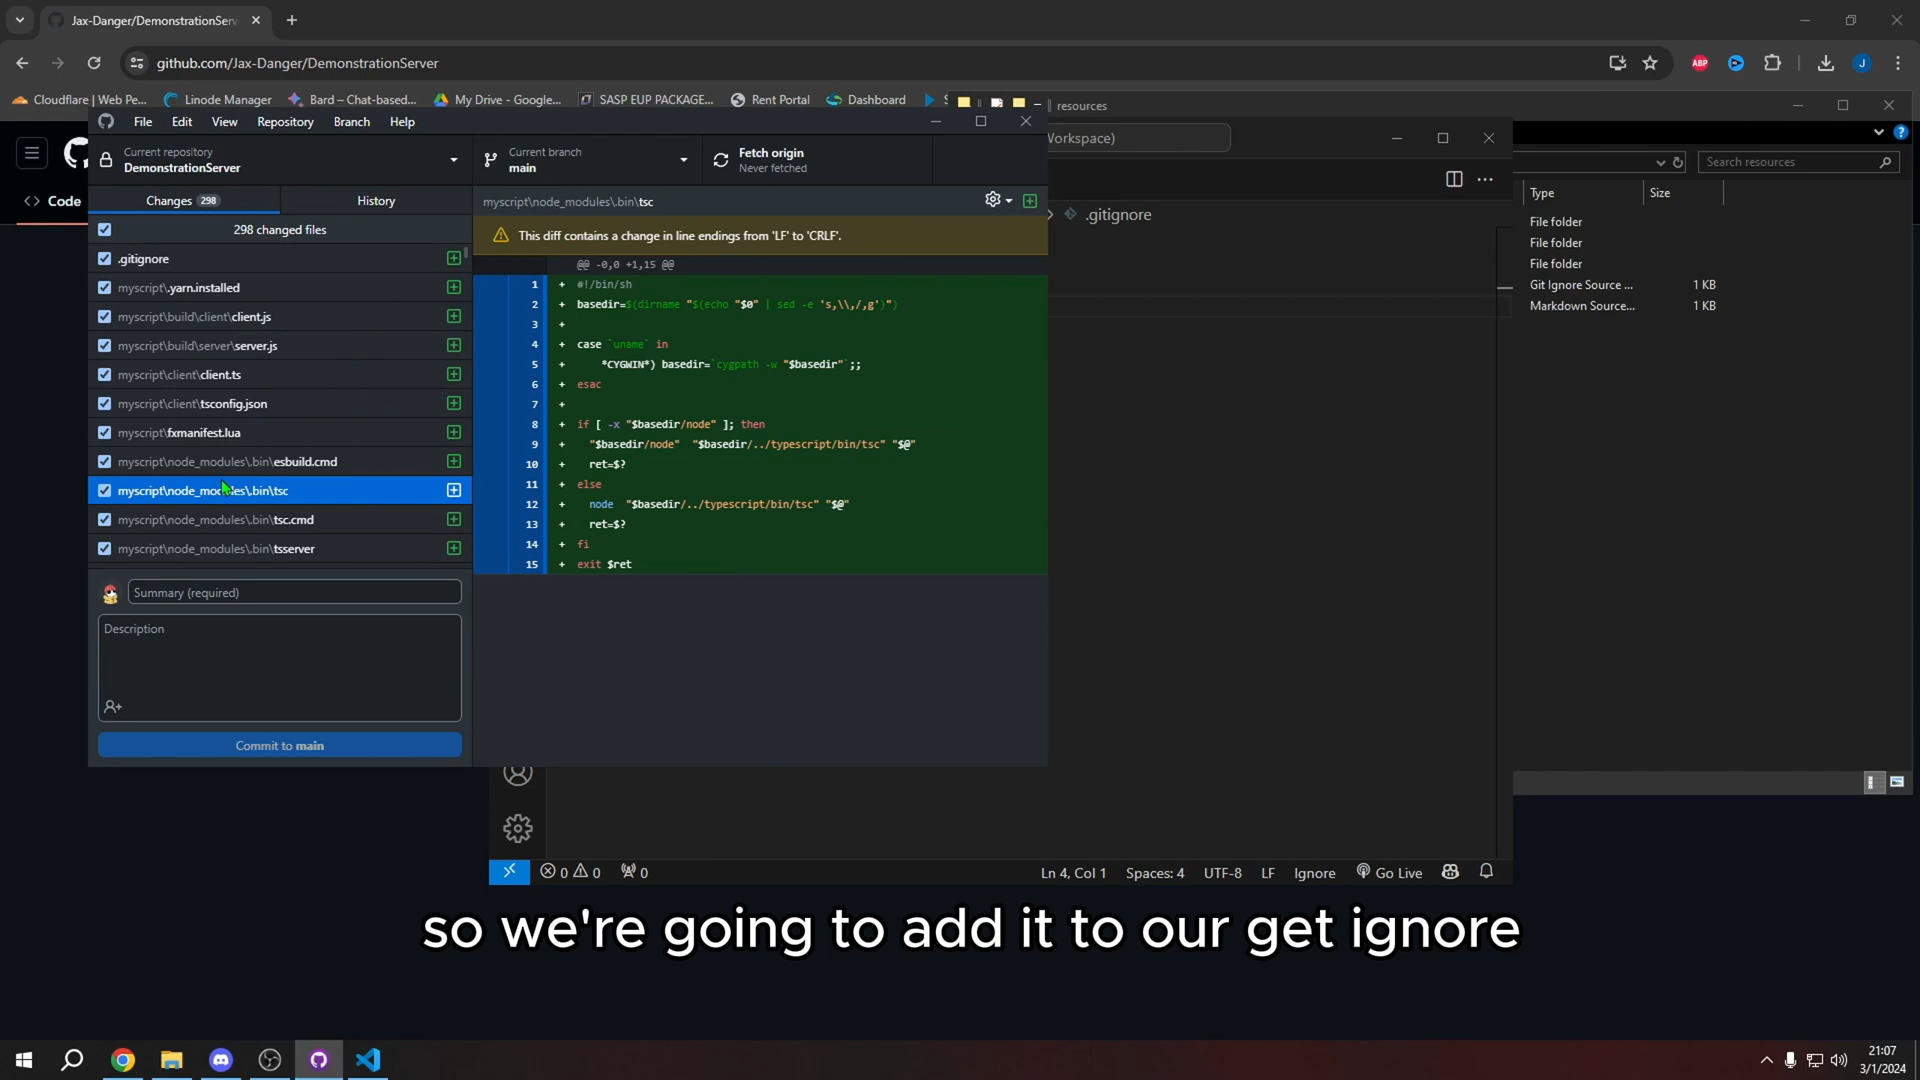 Jax-Danger/DemonstrationServ
github.com/Jax-Danger/DemonstrationServer
ABP
J
Cloudflare | Web Pe...
Linode Manager
Bard – Chat-based...
My Drive - Google...
SASP EUP PACKAGE...
Rent Portal
Dashboard
resources
File
Edit
View
Repository
Branch
Help
Workspace)
Search resources
Current repository
DemonstrationServer
Current branch
main
Fetch origin
Never fetched
Code
Changes 298
History
myscript\node_modules\.bin\tsc
.gitignore
Type
Size
File folder
File folder
File folder
Git Ignore Source ... 1 KB
Markdown Source... 1 KB
298 changed files
.gitignore
myscript\.yarn.installed
myscript\build\client\client.js
myscript\build\server\server.js
myscript\client\client.ts
myscript\client\tsconfig.json
myscript\fxmanifest.lua
myscript\node_modules\.bin\esbuild.cmd
myscript\node_modules\.bin\tsc
myscript\node_modules\.bin\tsc.cmd
myscript\node_modules\.bin\tsserver
This diff contains a change in line endings from 'LF' to 'CRLF'.
@@ -0,0 +1,15 @@
1 + #!/bin/sh
2 + basedir=$(dirname "$(echo "$0" | sed -e 's,\\,/,g')")
3 +
4 + case `uname` in
5 + *CYGWIN*) basedir=`cygpath -w "$basedir"`;;
6 + esac
7 +
8 + if [ -x "$basedir/node" ]; then
9 + "$basedir/node" "$basedir/../typescript/bin/tsc" "$@"
10 + ret=$?
11 + else
12 + node "$basedir/../typescript/bin/tsc" "$@"
13 + ret=$?
14 + fi
15 + exit $ret
Summary (required)
Description
Commit to main
0 0 0
Ln 4, Col 1
Spaces: 4
UTF-8
LF
Ignore
Go Live
so we're going to add it to our get ignore
21:07
3/1/2024